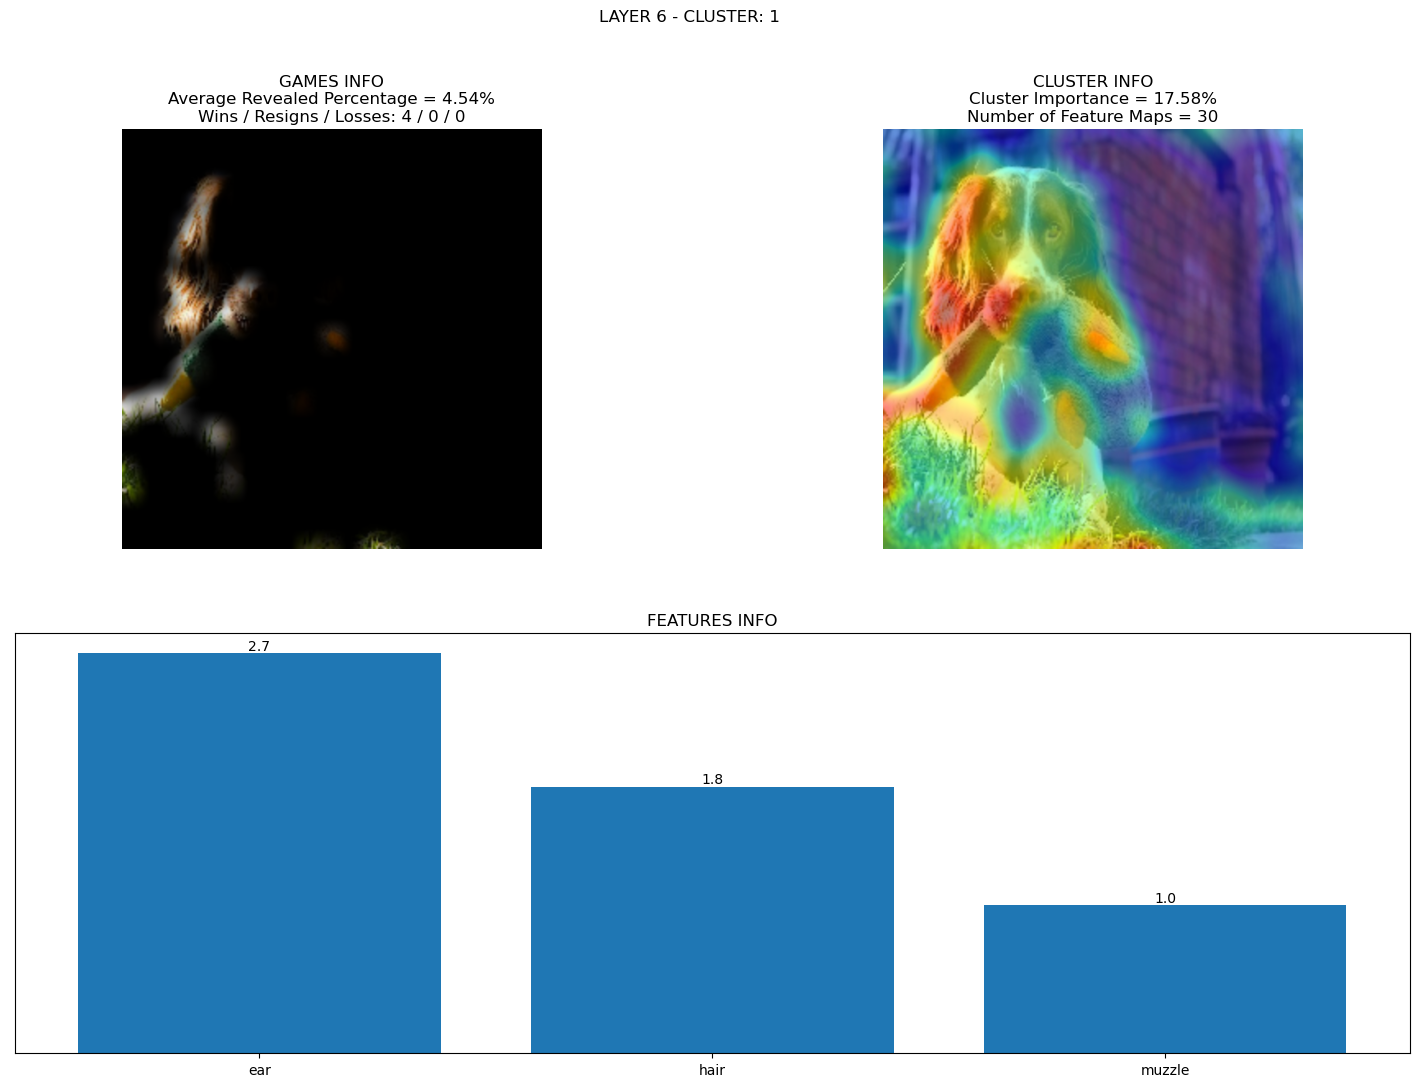 LAYER 6 - CLUSTER: 1
GAMES INFO
Average Revealed Percentage = 4.54%
Wins / Resigns / Losses: 4 / 0 / 0
CLUSTER INFO
Cluster Importance = 17.58%
Number of Feature Maps = 30
FEATURES INFO
2.7
1.8
1.0
ear
hair
muzzle